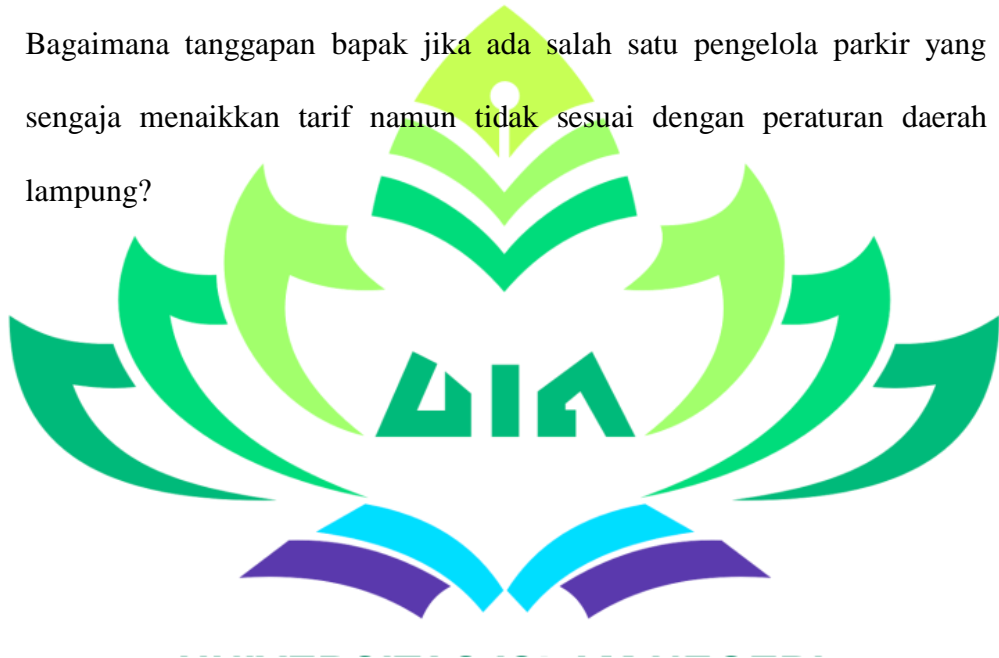 Bagaimana tanggapan bapak jika ada salah satu pengelola parkir yang
sengaja menaikkan tarif namun tidak sesuai dengan peraturan daerah
lampung?